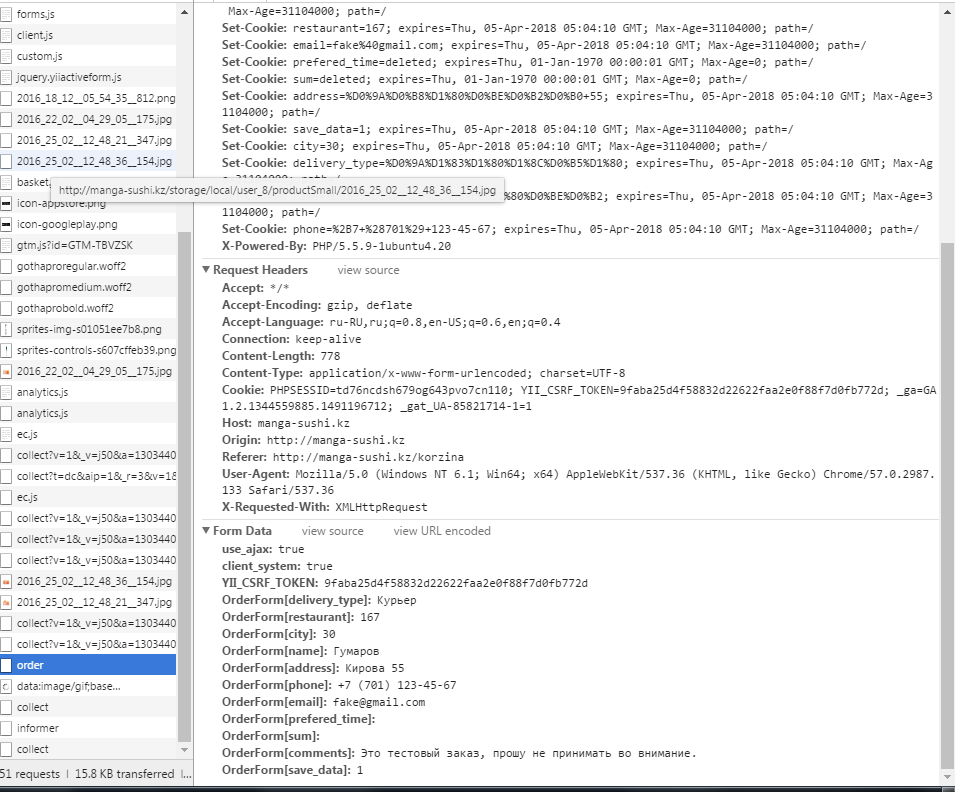 forms.js
client.js
custom.js
jquery.yiiactiveform.js
2016_18_12__05_54_35__812.png
2016_22_02__04_29_05__175.jpg
2016_25_02__12_48_21__347.jpg
2016_25_02__12_48_36__154.jpg
basket.
http://manga-sushi.kz/storage/local/user_8/productSmall/2016_25_02__12_48_36__154.jpg
icon-appstore.png
icon-googleplay.png
gtm.js?id=GTM-TBVZSK
gothaproregular.woff2
gothapromedium.woff2
gothaprobold.woff2
sprites-img-s01051ee7b8.png
sprites-controls-s607cffeb39.png
2016_22_02__04_29_05__175.jpg
analytics.js
analytics.js
ec.js
collect?v=1&_v=j50&a=1303440
collect?t=dc&aip=1&_r=3&v=1&
ec.js
collect?v=1&_v=j50&a=1303440
collect?v=1&_v=j50&a=1303440
collect?v=1&_v=j50&a=1303440
2016_25_02__12_48_36__154.jpg
2016_25_02__12_48_21__347.jpg
collect?v=1&_v=j50&a=1303440
collect?v=1&_v=j50&a=1303440
order
data:image/gif;base...
collect
informer
collect
51 requests | 15.8 KB transferred | ...
Max-Age=31104000; path=/
Set-Cookie: restaurant=167; expires=Thu, 05-Apr-2018 05:04:10 GMT; Max-Age=31104000; path=/
Set-Cookie: email=fake%40gmail.com; expires=Thu, 05-Apr-2018 05:04:10 GMT; Max-Age=31104000; path=/
Set-Cookie: prefered_time=deleted; expires=Thu, 01-Jan-1970 00:00:01 GMT; Max-Age=0; path=/
Set-Cookie: sum=deleted; expires=Thu, 01-Jan-1970 00:00:01 GMT; Max-Age=0; path=/
Set-Cookie: address=%D0%9A%D0%B8%D1%80%D0%BE%D0%B2%D0%B0+55; expires=Thu, 05-Apr-2018 05:04:10 GMT; Max-Age=3
1104000; path=/
Set-Cookie: save_data=1; expires=Thu, 05-Apr-2018 05:04:10 GMT; Max-Age=31104000; path=/
Set-Cookie: city=30; expires=Thu, 05-Apr-2018 05:04:10 GMT; Max-Age=31104000; path=/
Set-Cookie: delivery_type=%D0%9A%D1%83%D1%80%D1%8C%D0%B5%D1%80; expires=Thu, 05-Apr-2018 05:04:10 GMT; Max-Ag
%80%D0%BE%D0%B2; expires=Thu, 05-Apr-2018 05:04:10 GMT; Max-Age=3
1104000; path=/
Set-Cookie: phone=%2B7+%28701%29+123-45-67; expires=Thu, 05-Apr-2018 05:04:10 GMT; Max-Age=31104000; path=/
X-Powered-By: PHP/5.5.9-1ubuntu4.20
Request Headers view source
Accept: */*
Accept-Encoding: gzip, deflate
Accept-Language: ru-RU,ru;q=0.8,en-US;q=0.6,en;q=0.4
Connection: keep-alive
Content-Length: 778
Content-Type: application/x-www-form-urlencoded; charset=UTF-8
Cookie: PHPSESSID=td76ncdsh679og643pvo7cn110; YII_CSRF_TOKEN=9faba25d4f58832d22622faa2e0f88f7d0fb772d; _ga=GA
1.2.1344559885.1491196712; _gat_UA-85821714-1=1
Host: manga-sushi.kz
Origin: http://manga-sushi.kz
Referer: http://manga-sushi.kz/korzina
User-Agent: Mozilla/5.0 (Windows NT 6.1; Win64; x64) AppleWebKit/537.36 (KHTML, like Gecko) Chrome/57.0.2987.
133 Safari/537.36
X-Requested-With: XMLHttpRequest
Form Data view source view URL encoded
use_ajax: true
client_system: true
YII_CSRF_TOKEN: 9faba25d4f58832d22622faa2e0f88f7d0fb772d
OrderForm[delivery_type]: Курьер
OrderForm[restaurant]: 167
OrderForm[city]: 30
OrderForm[name]: Гумаров
OrderForm[address]: Кирова 55
OrderForm[phone]: +7 (701) 123-45-67
OrderForm[email]: fake@gmail.com
OrderForm[prefered_time]:
OrderForm[sum]:
OrderForm[comments]: Это тестовый заказ, прошу не принимать во внимание.
OrderForm[save_data]: 1